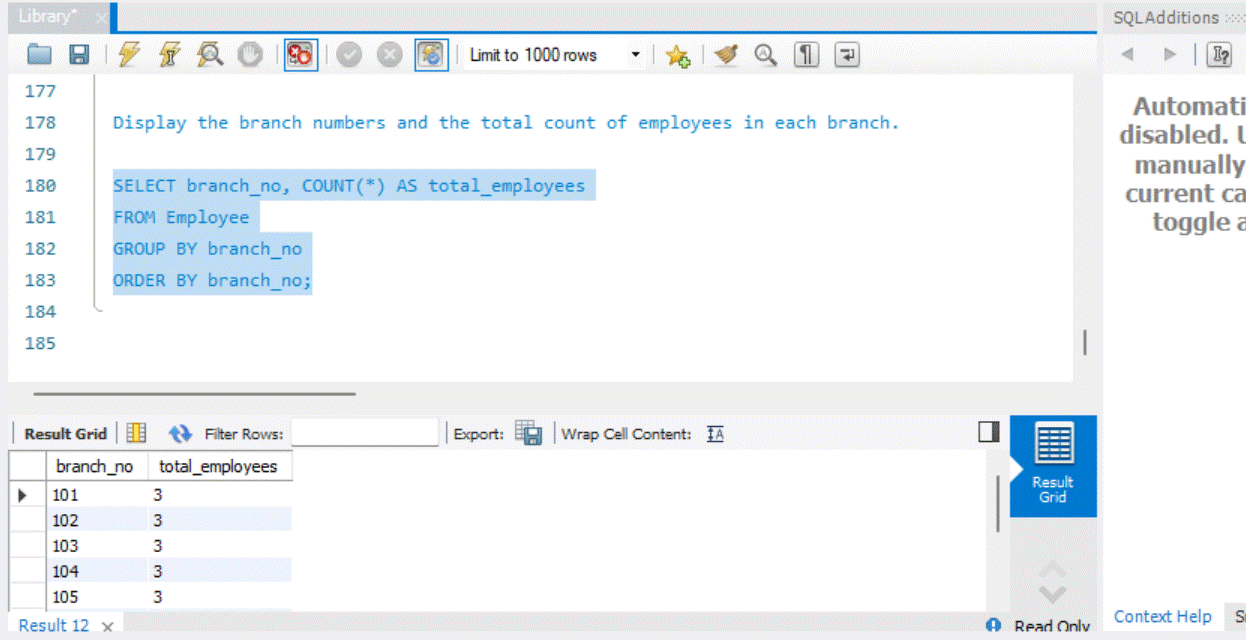 Library*
SQLAdditions
Limit to 1000 rows
177
178 Display the branch numbers and the total count of employees in each branch.
179
180 SELECT branch_no, COUNT(*) AS total_employees
181 FROM Employee
182 GROUP BY branch_no
183 ORDER BY branch_no;
184
185
Automati
disabled. U
manually
current ca
toggle a
Result Grid Filter Rows: Export: Wrap Cell Content:
branch_no total_employees
101 3
102 3
103 3
104 3
105 3
Result
Grid
Result 12
Read Only
Context Help